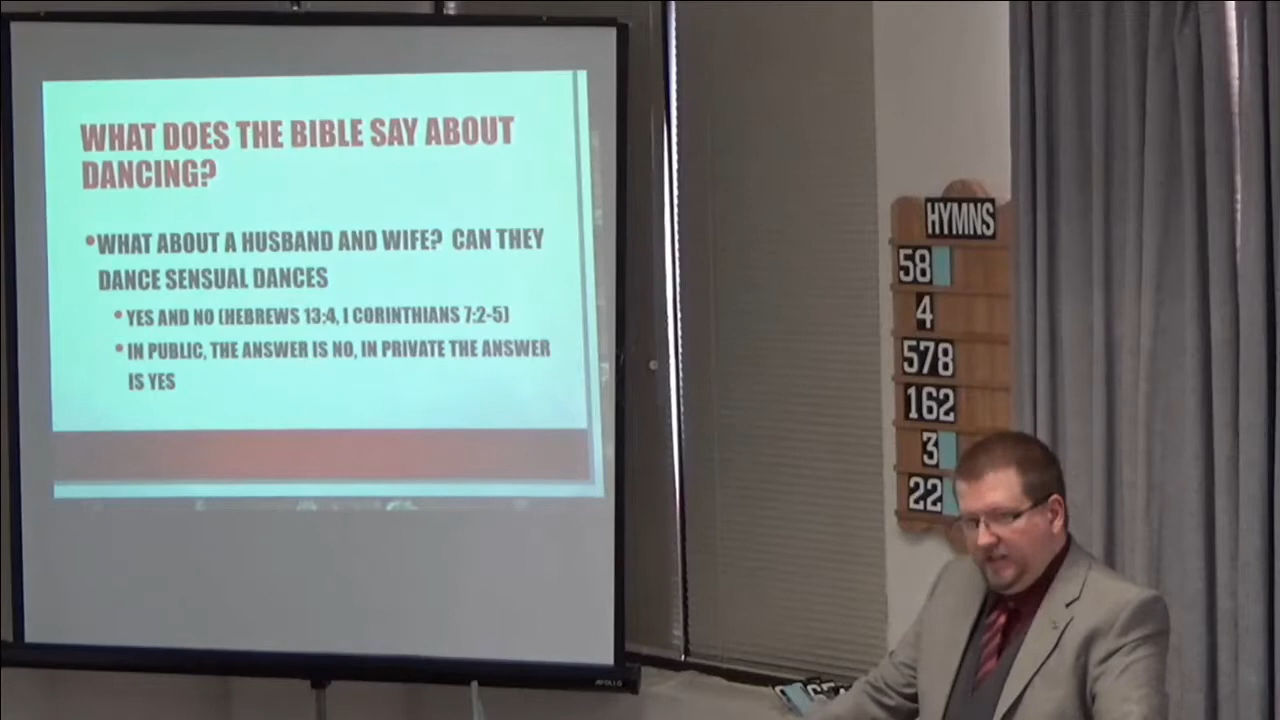 WHAT DOES THE BIBLE SAY ABOUT
DANCING?
•WHAT ABOUT A HUSBAND AND WIFE? CAN THEY
DANCE SENSUAL DANCES
•YES AND NO (HEBREWS 13:4, I CORINTHIANS 7:2-5)
•IN PUBLIC, THE ANSWER IS NO, IN PRIVATE THE ANSWER
IS YES
HYMNS
58
4
578
162
3
22
APOLLO